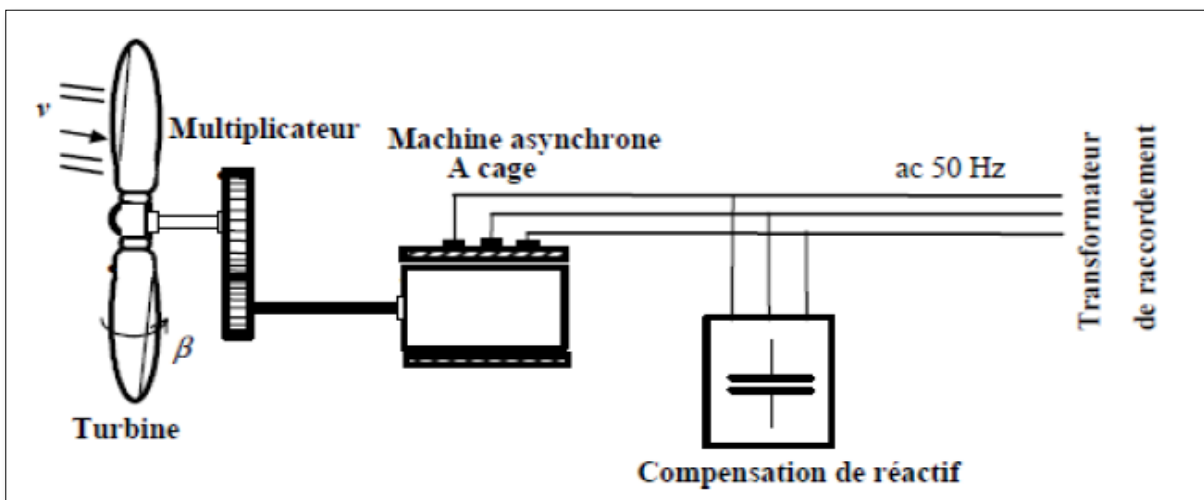 v
Multiplicateur
Machine asynchrone
A cage
ac 50 Hz
Transformateur
de raccordement
β
Turbine
Compensation de réactif